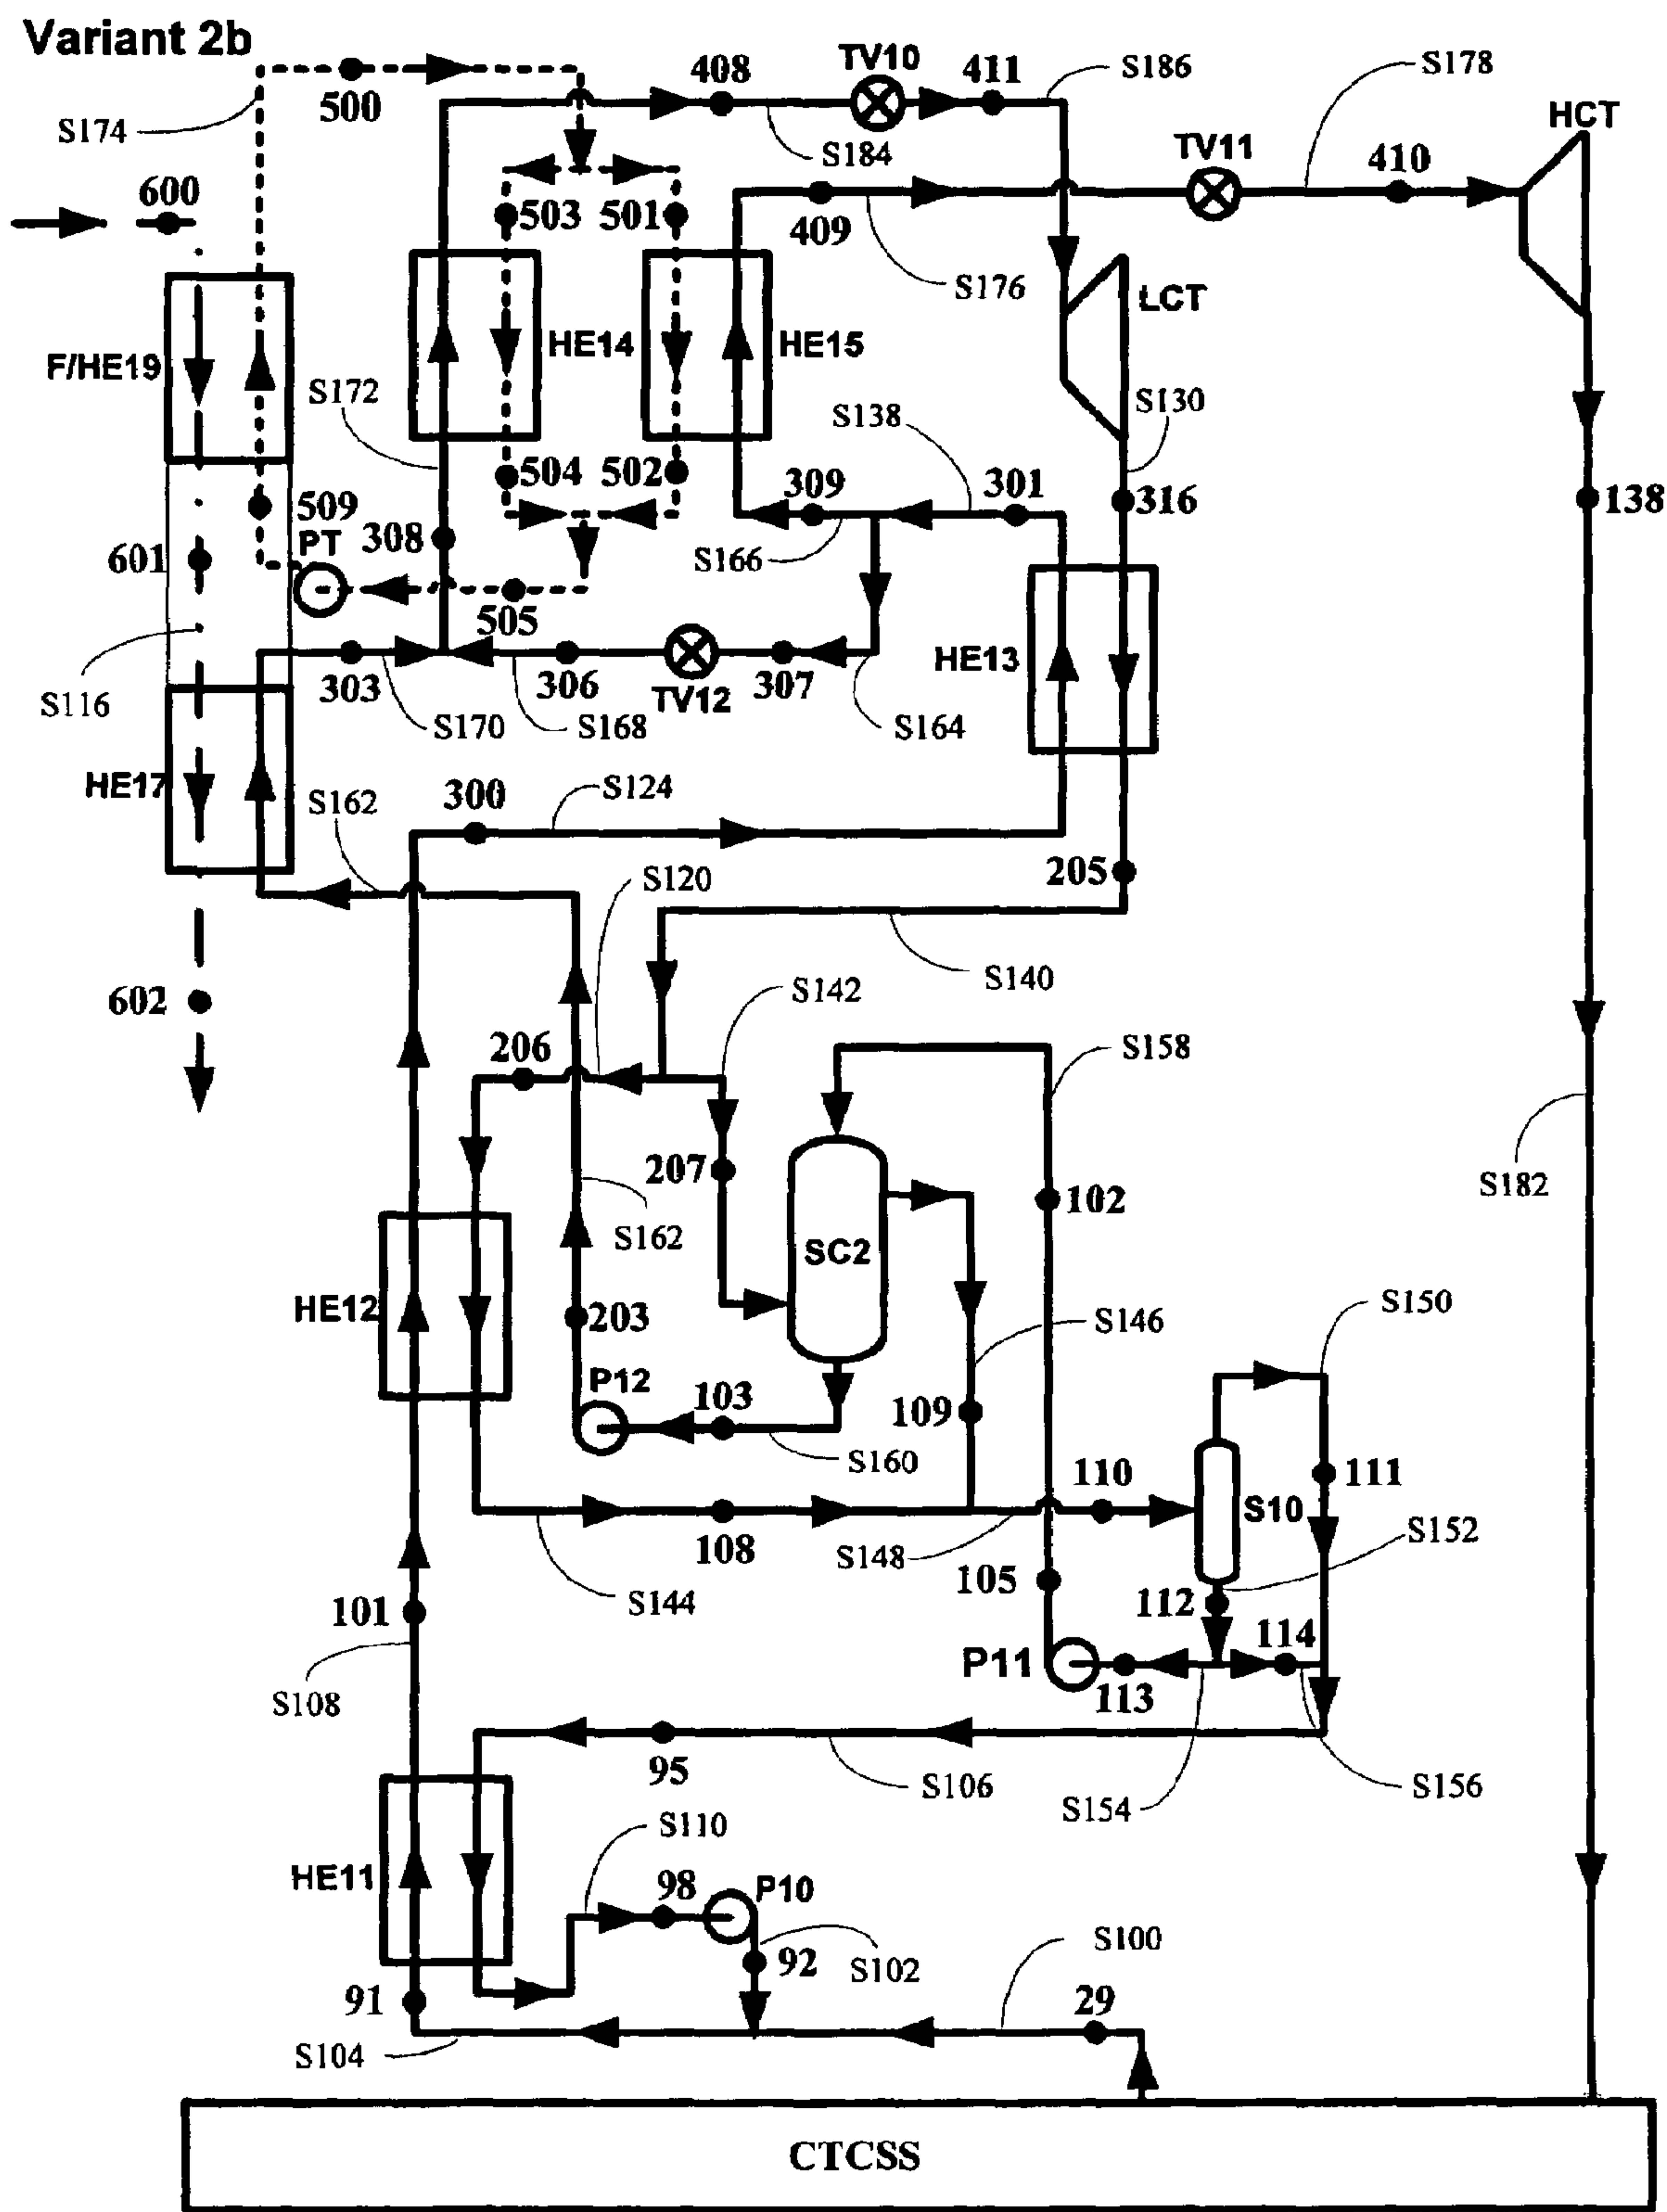 Variant 2b
TV10
408
411
S186
S178
500
HCT
S174
S184
TV11
410
600
503
501
409
S176
LCT
HE14
HE15
F/HE19
S172
S138
S130
504
502
309
301
316
138
509
PT
308
601
S166
505
HE13
303
306
TV12
307
S116
S170
S168
S164
HE17
S162
300
S124
S120
205
S140
602
S142
206
S158
207
102
S182
S162
SC2
HE12
203
S146
S150
P12
103
109
S160
110
111
S10
108
S148
S152
105
S144
112
101
114
P11
113
S108
95
S106
S154
S156
S110
HE11
98
P10
92
S102
S100
91
29
S104
CTCSS